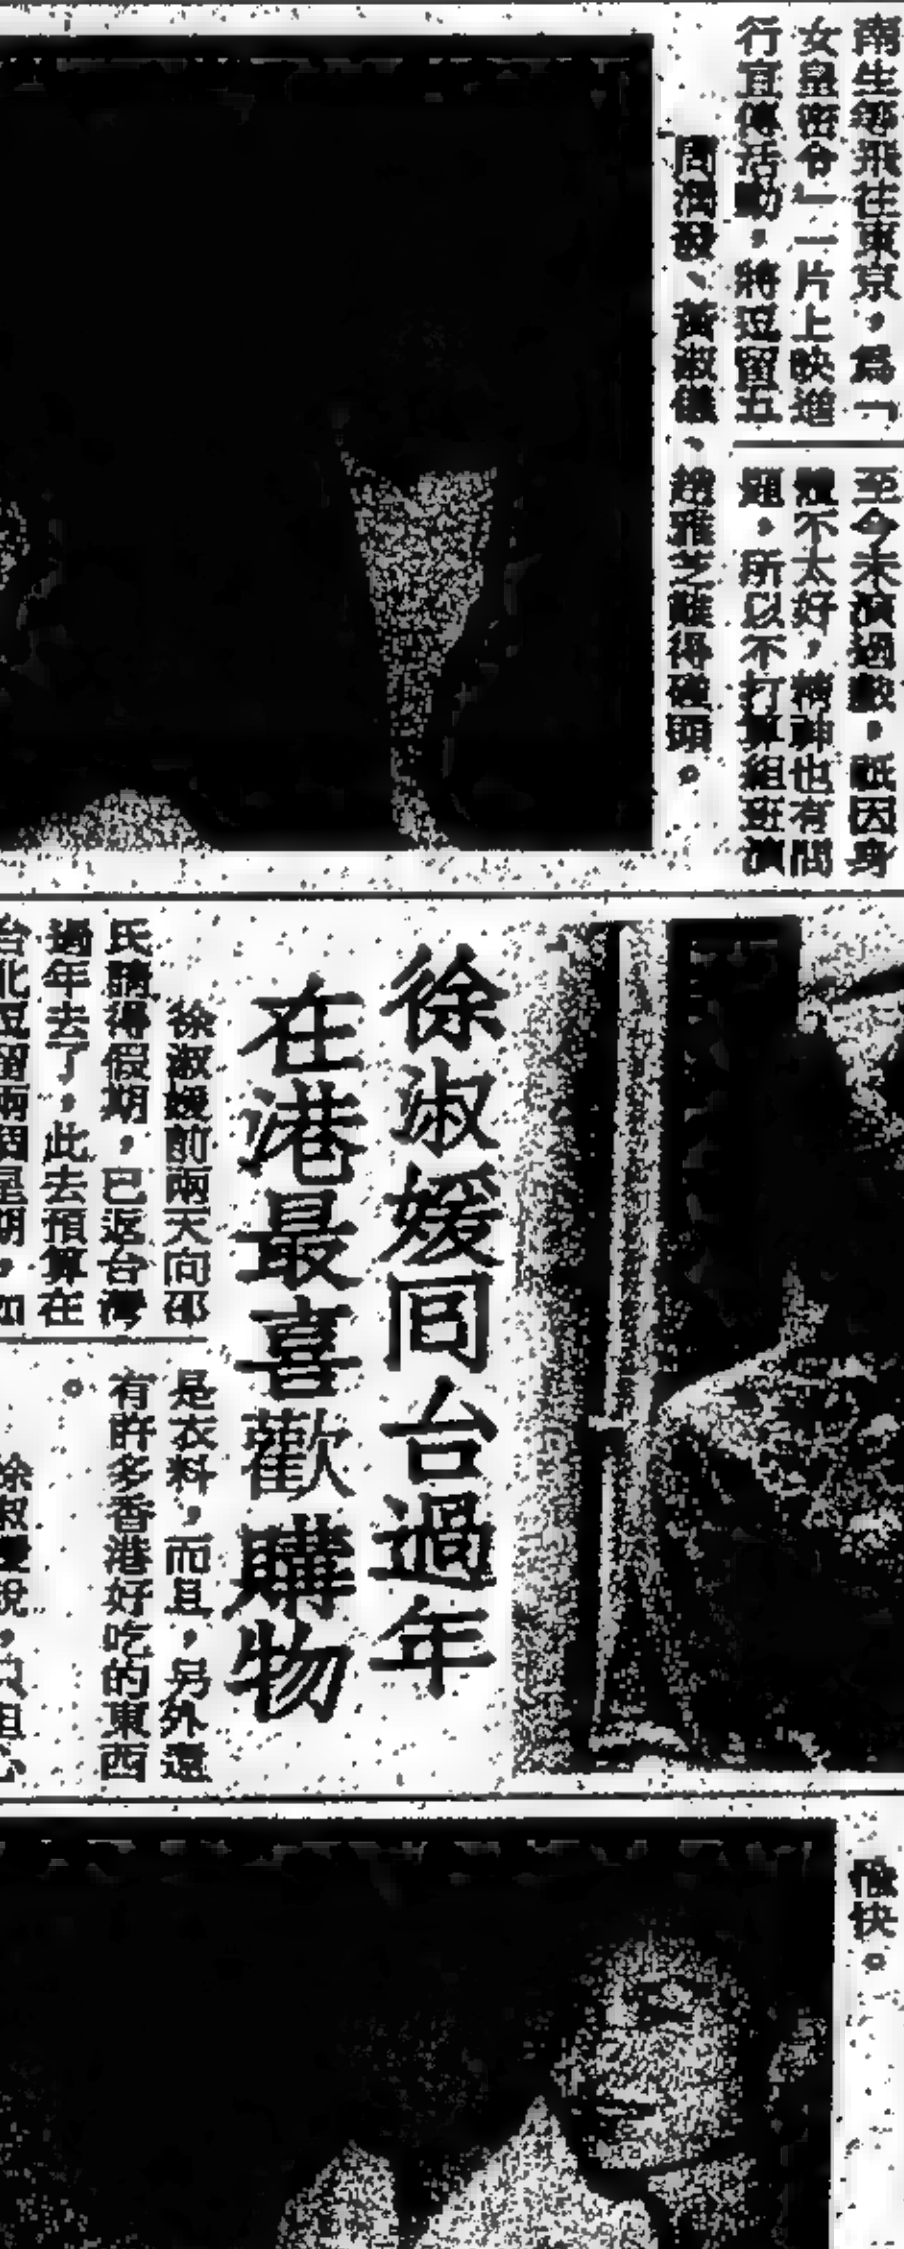 南生等飛往東京，為「
女皇密令」一片上映進
行宣傳活動，將逗留五
至今未演過戲，祗因身
體不太好，精神也有問
題，所以不打算組班演
周潤發、黃淑儀、趙雅芝難得碰頭。
徐淑媛囘台過年
在港最喜歡購物
徐淑媛前兩天向邵
氏請得假期，已返台灣
過年去了，此去預算在
台北逗留兩個星期，如
是衣料，而且，另外還
有許多香港好吃的東西
。
徐淑媛說，只担心
愉快。